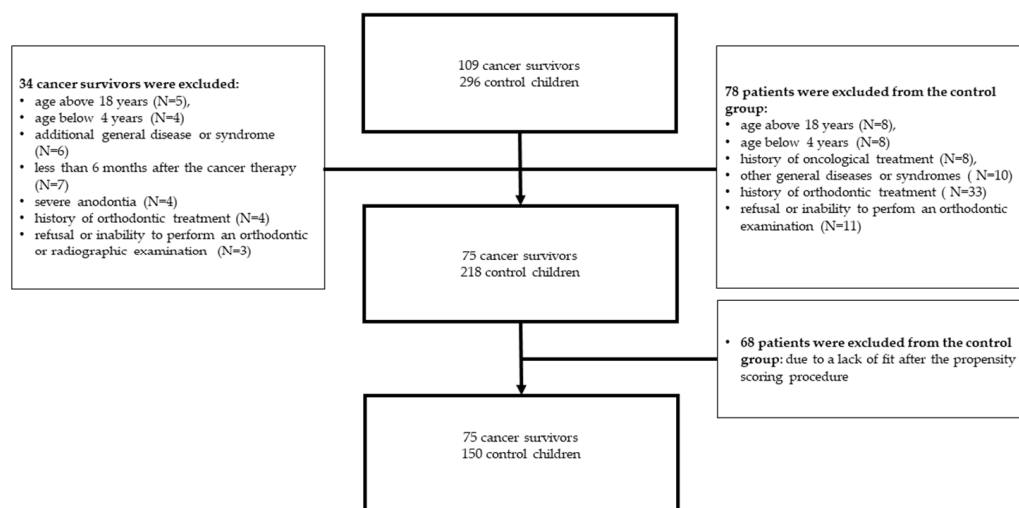 109 cancer survivors
296 control children
34 cancer survivors were excluded:
• age above 18 years (N=5),
• age below 4 years (N=4)
• additional general disease or syndrome
(N=6)
• less than 6 months after the cancer therapy
(N=7)
• severe anodontia (N=4)
• history of orthodontic treatment (N=4)
• refusal or inability to perform an orthodontic
or radiographic examination (N=3)
78 patients were excluded from the control
group:
• age above 18 years (N=8),
• age below 4 years (N=8)
• history of oncological treatment (N=8),
• other general diseases or syndromes ( N=10)
• history of orthodontic treatment ( N=33)
• refusal or inability to perfom an orthodontic
examination (N=11)
75 cancer survivors
218 control children
• 68 patients were excluded from the control
group: due to a lack of fit after the propensity
scoring procedure
75 cancer survivors
150 control children